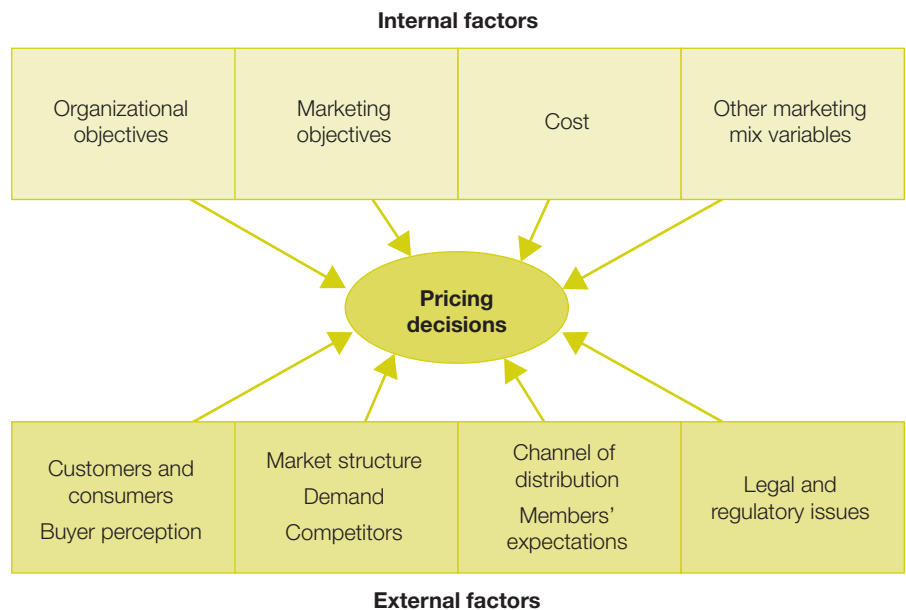 Internal factors
Organizational
objectives
Marketing
objectives
Cost
Other marketing
mix variables
Pricing
decisions
Customers and
consumers
Buyer perception
Market structure
Demand
Competitors
Channel of
distribution
Members’
expectations
Legal and
regulatory issues
External factors